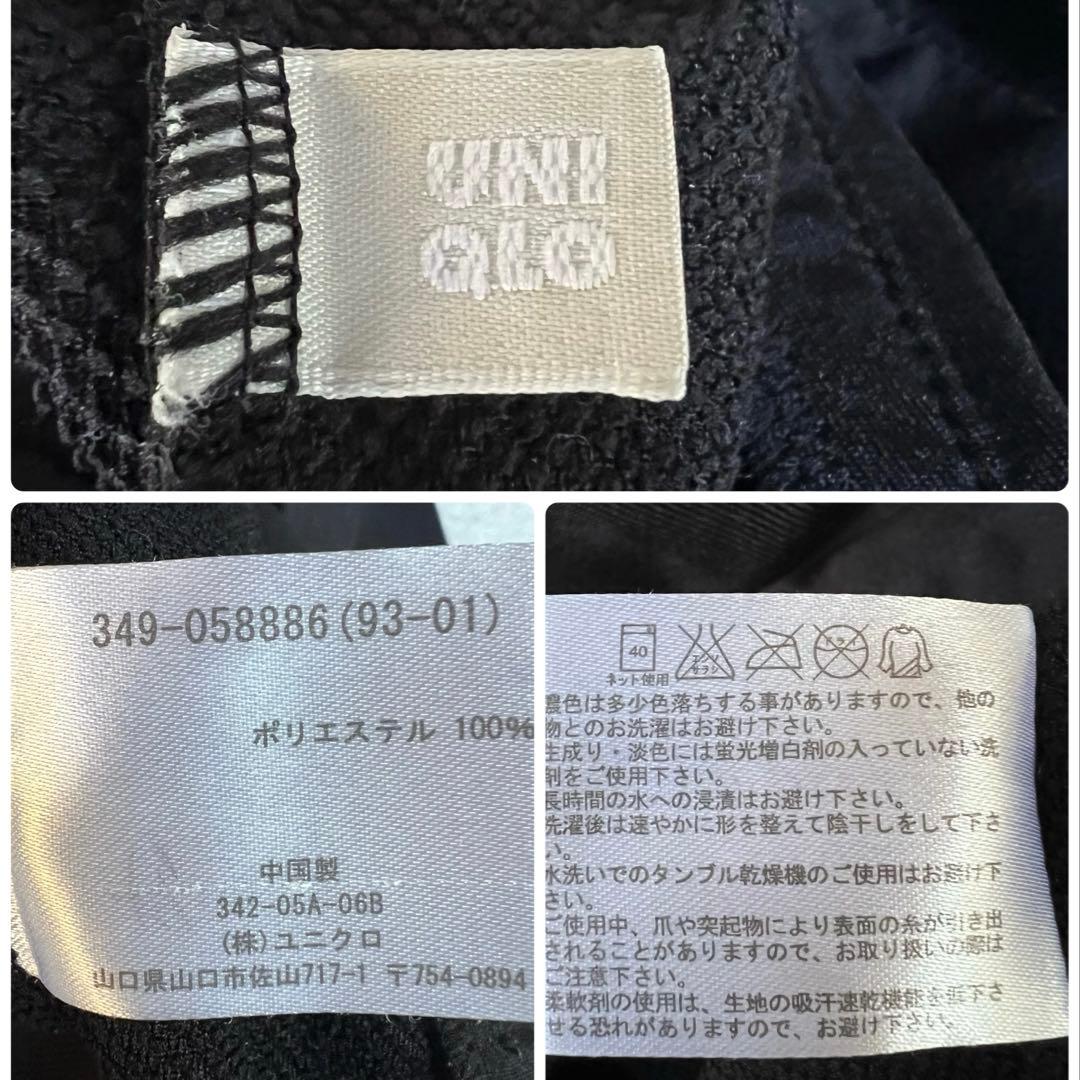 UNI
QLO
349-058886(93-01)
ポリエステル 100%
中国製
342-05A-06B
(株)ユニクロ
山口県山口市佐山717-1 〒754-0894
40
エンソ
サラシ
ドライ
ネット使用
濃色は多少色落ちする事がありますので、他の
物とのお洗濯はお避け下さい。
生成り・淡色には蛍光増白剤の入っていない洗
剤をご使用下さい。
長時間の水への浸漬はお避け下さい。
洗濯後は速やかに形を整えて陰干しをして下さ
い。
水洗いでのタンブル乾燥機のご使用はお避け下
さい。
ご使用中、爪や突起物により表面の糸が引き出
されることがありますので、お取り扱いの際は
ご注意下さい。
柔軟剤の使用は、生地の吸汗速乾機能を低下さ
せる恐れがありますので、お避け下さい。